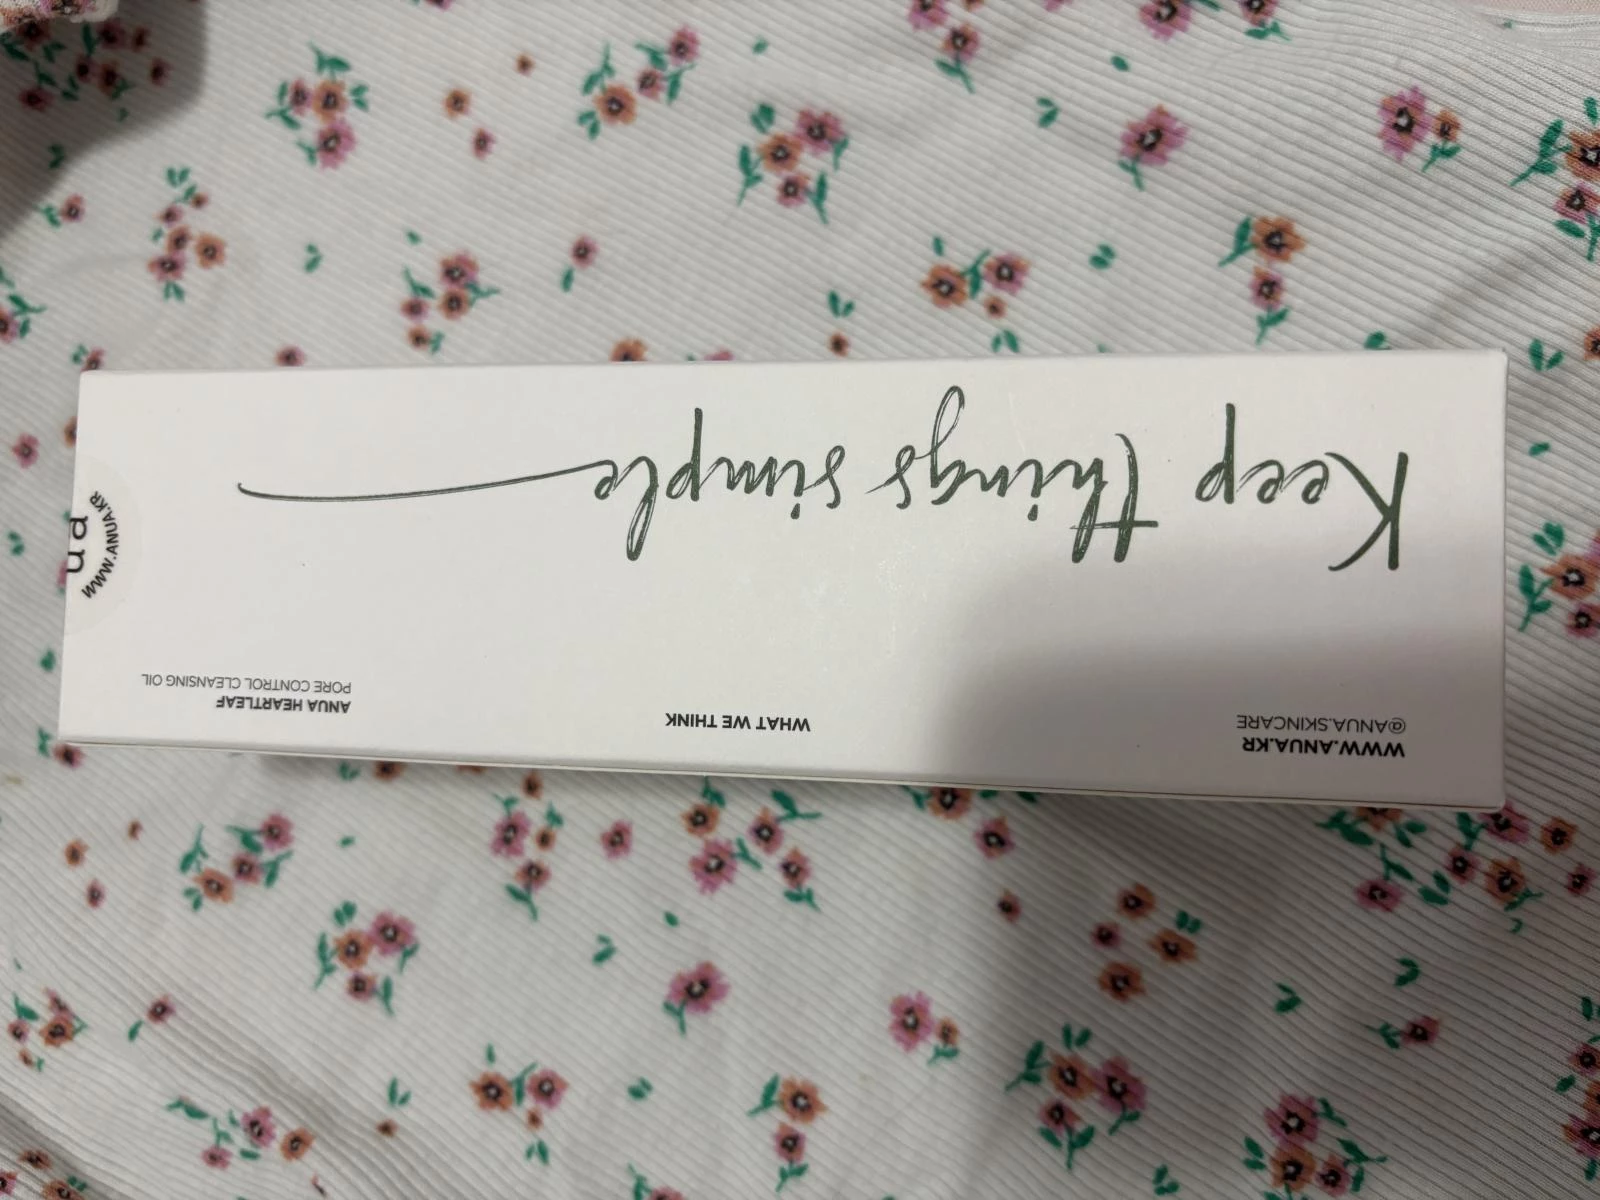 WWW.ANUA.KR
@ANUA.SKINCARE
WHAT WE THINK
ANUA HEARTLEAF
PORE CONTROL CLEANSING OIL
Keep things simple
ua
WWW.ANUA.KR